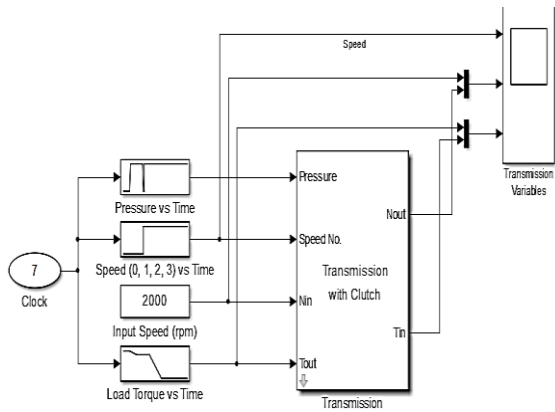 Speed
Transmission
Variables
Pressure
Pressure vs Time
Nout
Speed No.
Speed (0, 1, 2, 3) vs Time
Transmission
with Clutch
7
Clock
2000
Nin
Input Speed (rpm)
Tin
Tout
Load Torque vs Time
Transmission